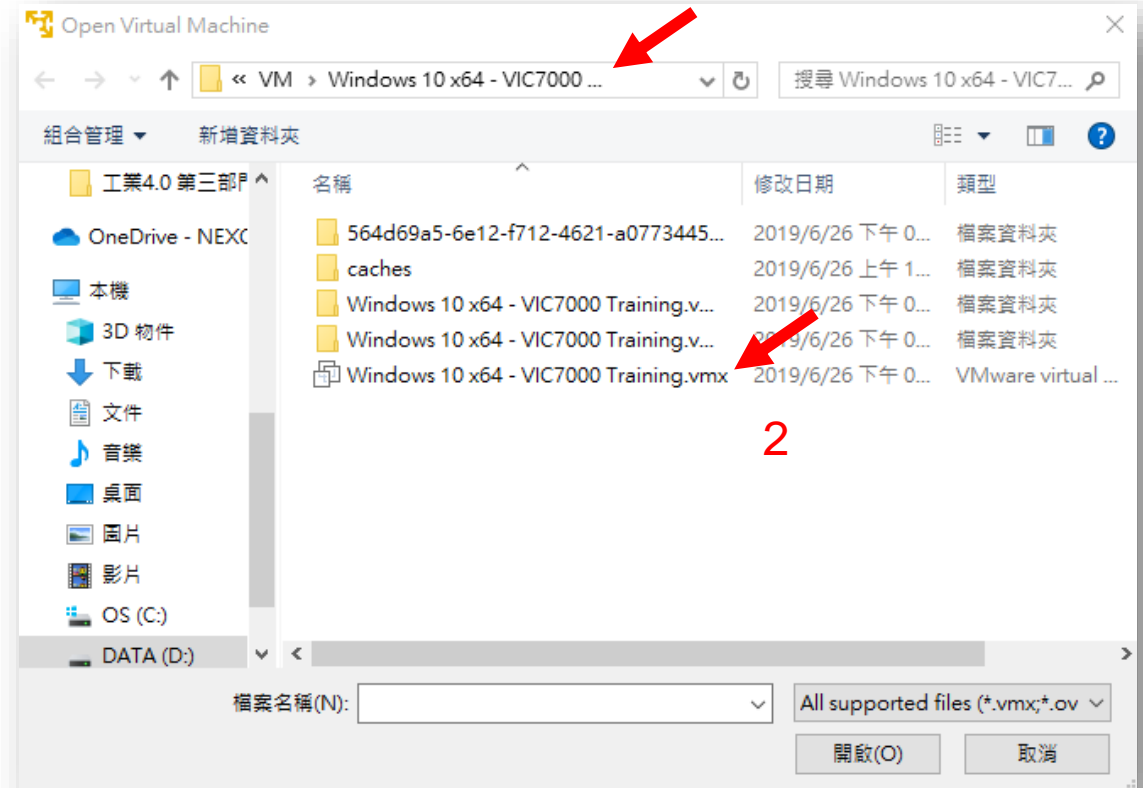 Open Virtual Machine
« VM › Windows 10 x64 - VIC7000 ...
搜尋 Windows 10 x64 - VIC7...
組合管理 新增資料夾
工業4.0 第三部門
OneDrive - NEXC
本機
3D 物件
下載
文件
音樂
桌面
圖片
影片
OS (C:)
DATA (D:)
名稱 修改日期 類型
564d69a5-6e12-f712-4621-a0773445... 2019/6/26 下午 0... 檔案資料夾
caches 2019/6/26 上午 1... 檔案資料夾
Windows 10 x64 - VIC7000 Training.v... 2019/6/26 下午 0... 檔案資料夾
Windows 10 x64 - VIC7000 Training.v... 2019/6/26 下午 0... 檔案資料夾
Windows 10 x64 - VIC7000 Training.vmx 2019/6/26 下午 0... VMware virtual ...
2
檔案名稱(N): All supported files (*.vmx;*.ov
開啟(O) 取消